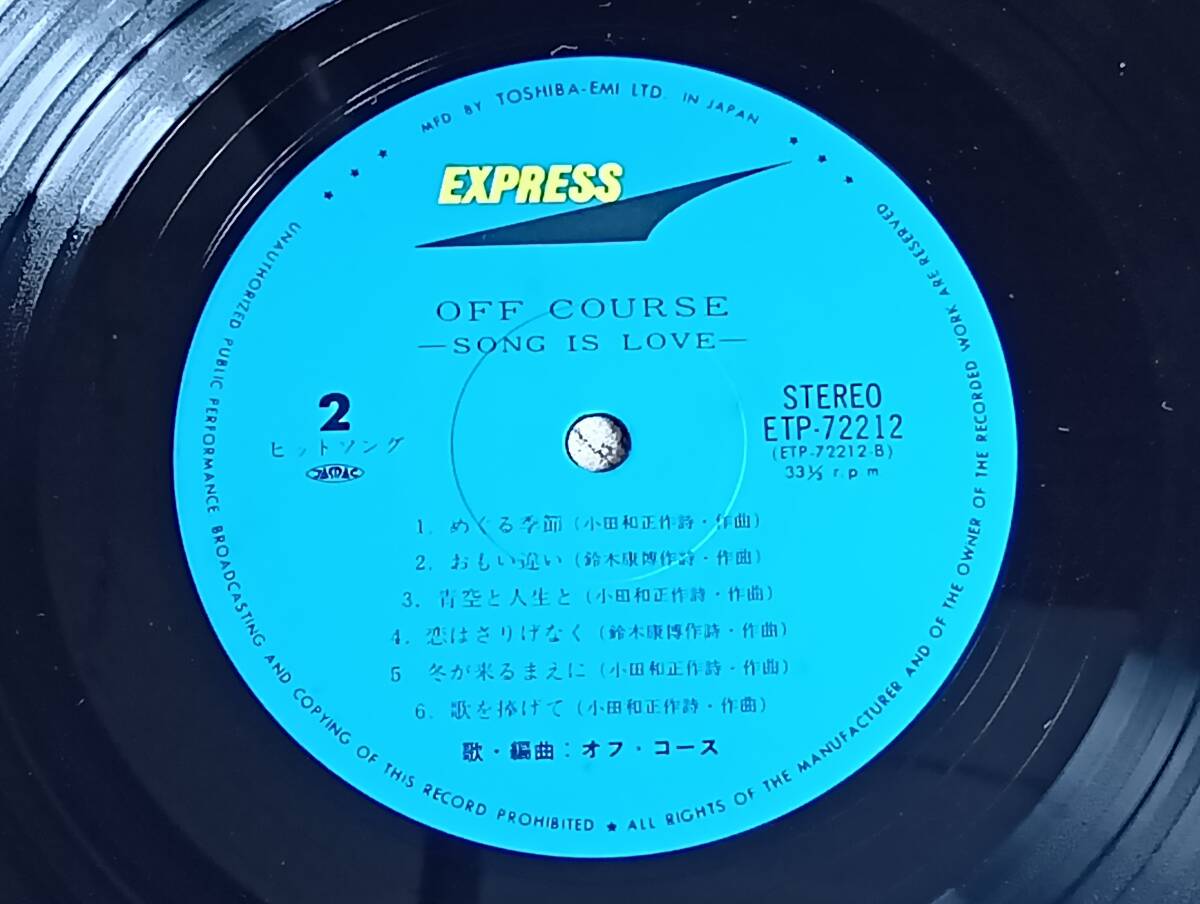 MFD BY TOSHIBA-EMI LTD. IN JAPAN
EXPRESS
OFF COURSE
—SONG IS LOVE—
2
ヒットソング
JASRAC
STEREO
ETP-72212
(ETP-72212-B)
33⅓ r.p.m
1. めぐる季節 (小田和正作詩・作曲)
2. おもい違い (鈴木康博作詩・作曲)
3. 青空と人生と (小田和正作詩・作曲)
4. 恋はさりげなく (鈴木康博作詩・作曲)
5 冬が来るまえに (小田和正作詩・作曲)
6. 歌を捧げて (小田和正作詩・作曲)
歌・編曲：オフ・コース
UNAUTHORIZED PUBLIC PERFORMANCE BROADCASTING AND COPYING OF THIS RECORD PROHIBITED ★ ALL RIGHTS OF THE MANUFACTURER AND OF THE OWNER OF THE RECORDED WORK ARE RESERVED